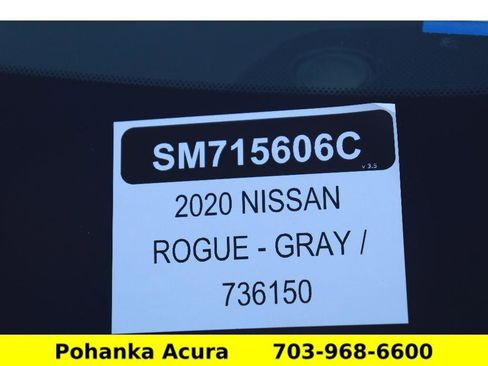 SM715606C
v 3.5
2020 NISSAN
ROGUE - GRAY /
736150
Pohanka Acura 703-968-6600